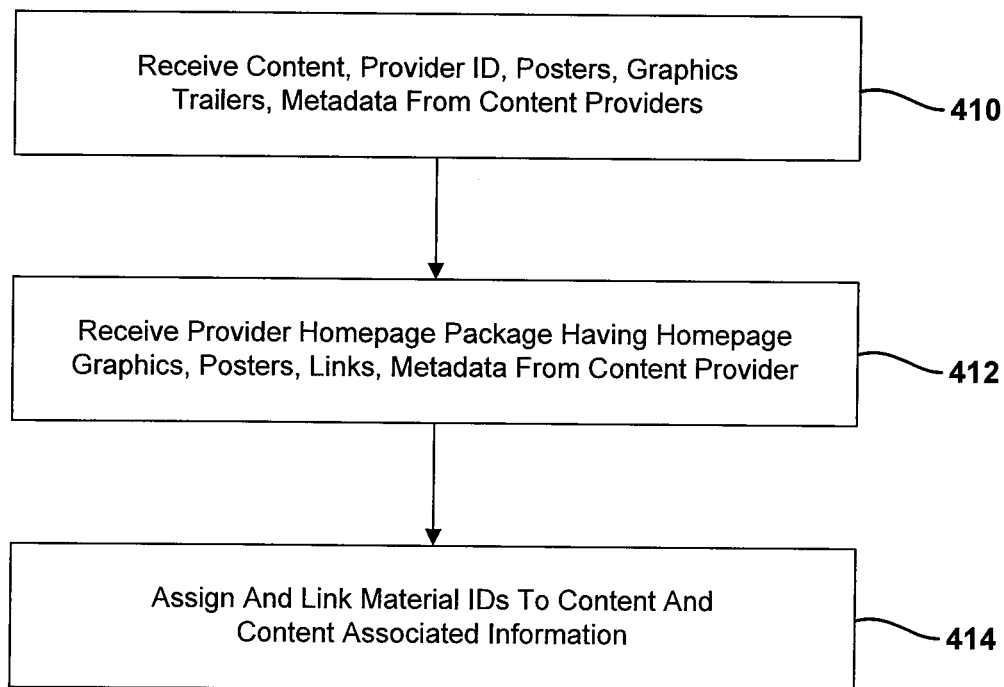 Receive Content, Provider ID, Posters, Graphics
Trailers, Metadata From Content Providers
410
Receive Provider Homepage Package Having Homepage
Graphics, Posters, Links, Metadata From Content Provider
412
Assign And Link Material IDs To Content And
Content Associated Information
414